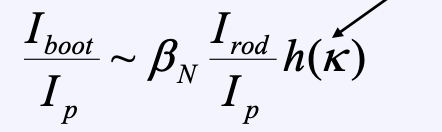 I_boot / I_p ~ β_N I_rod / I_p h(κ)